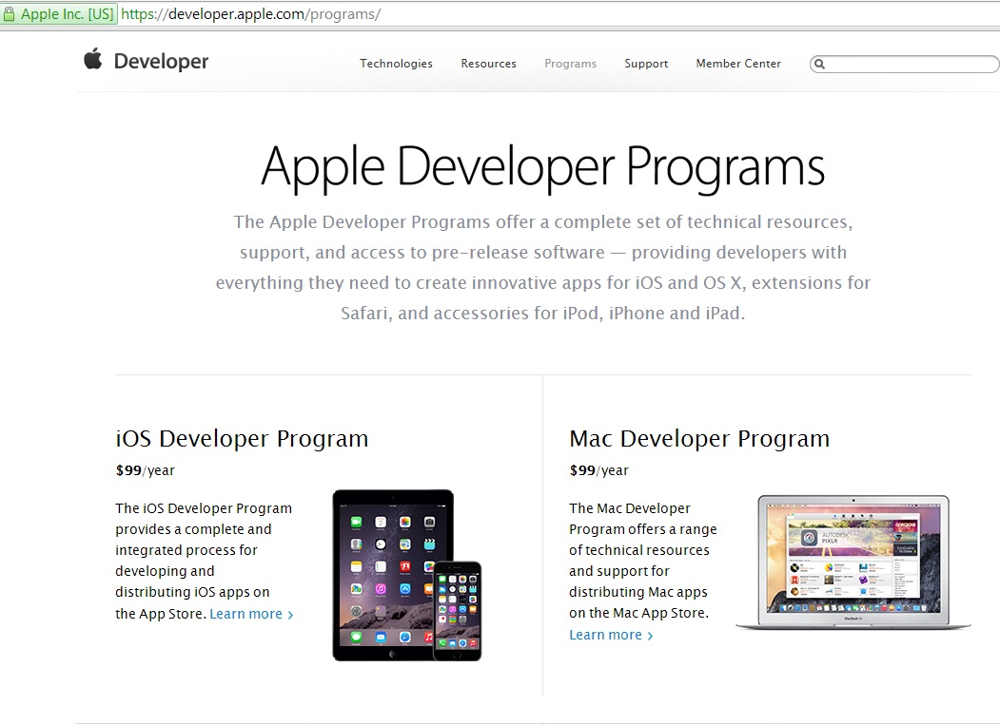 Apple Inc. [US] https://developer.apple.com/programs/
Developer Technologies Resources Programs Support Member Center
Apple Developer Programs
The Apple Developer Programs offer a complete set of technical resources,
support, and access to pre-release software — providing developers with
everything they need to create innovative apps for iOS and OS X, extensions for
Safari, and accessories for iPod, iPhone and iPad.
iOS Developer Program
$99/year
The iOS Developer Program
provides a complete and
integrated process for
developing and
distributing iOS apps on
the App Store. Learn more ›
Mac Developer Program
$99/year
The Mac Developer
Program offers a range
of technical resources
and support for
distributing Mac apps
on the Mac App Store.
Learn more ›
AUTODESK
PIXLR
GORGEOUS
MacBook Air